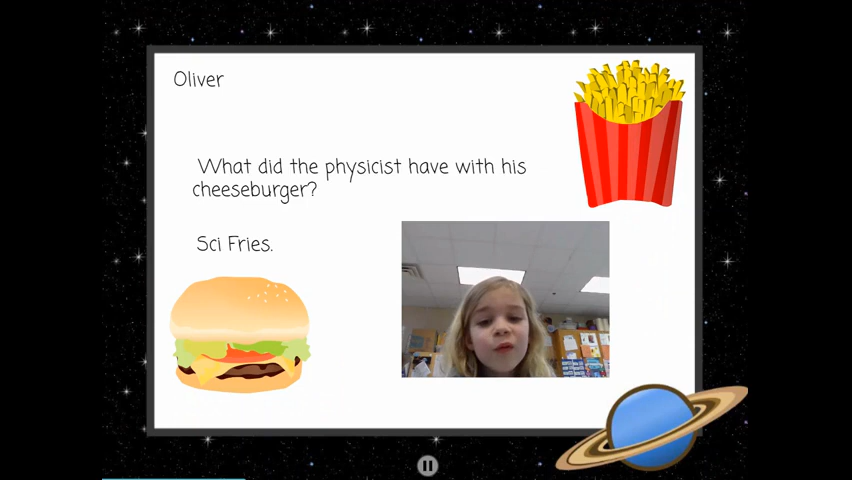 Oliver
What did the physicist have with his
cheeseburger?
Sci Fries.